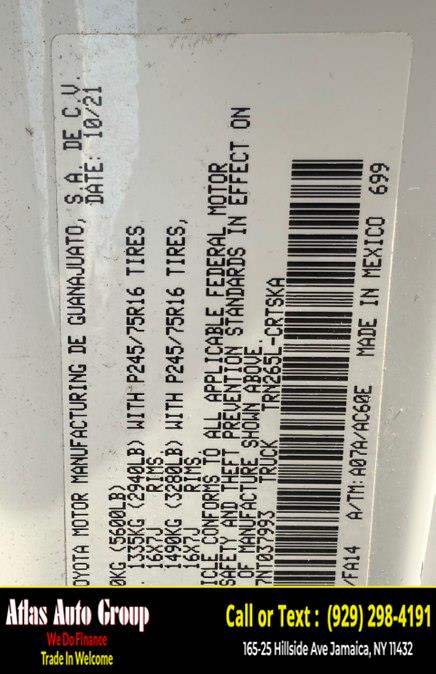 TOYOTA MOTOR MANUFACTURING DE GUANAJUATO, S.A. DE C.V.
DATE: 10/21
0KG (5600LB)
1335KG (2940LB) WITH P245/75R16 TIRES
16X7J RIMS.
1490KG (3280LB) WITH P245/75R16 TIRES,
16X7J RIMS.
ICLE CONFORMS TO ALL APPLICABLE FEDERAL MOTOR
SAFETY AND THEFT PREVENTION STANDARDS IN EFFECT ON
OF MANUFACTURE SHOWN ABOVE.
7NT037993 TRUCK TRN265L-CRTSKA
/FA14 A/TM:A07A/AC60E MADE IN MEXICO 699
Atlas Auto Group
We Do Finance
Trade In Welcome
Call or Text : (929) 298-4191
165-25 Hillside Ave Jamaica, NY 11432